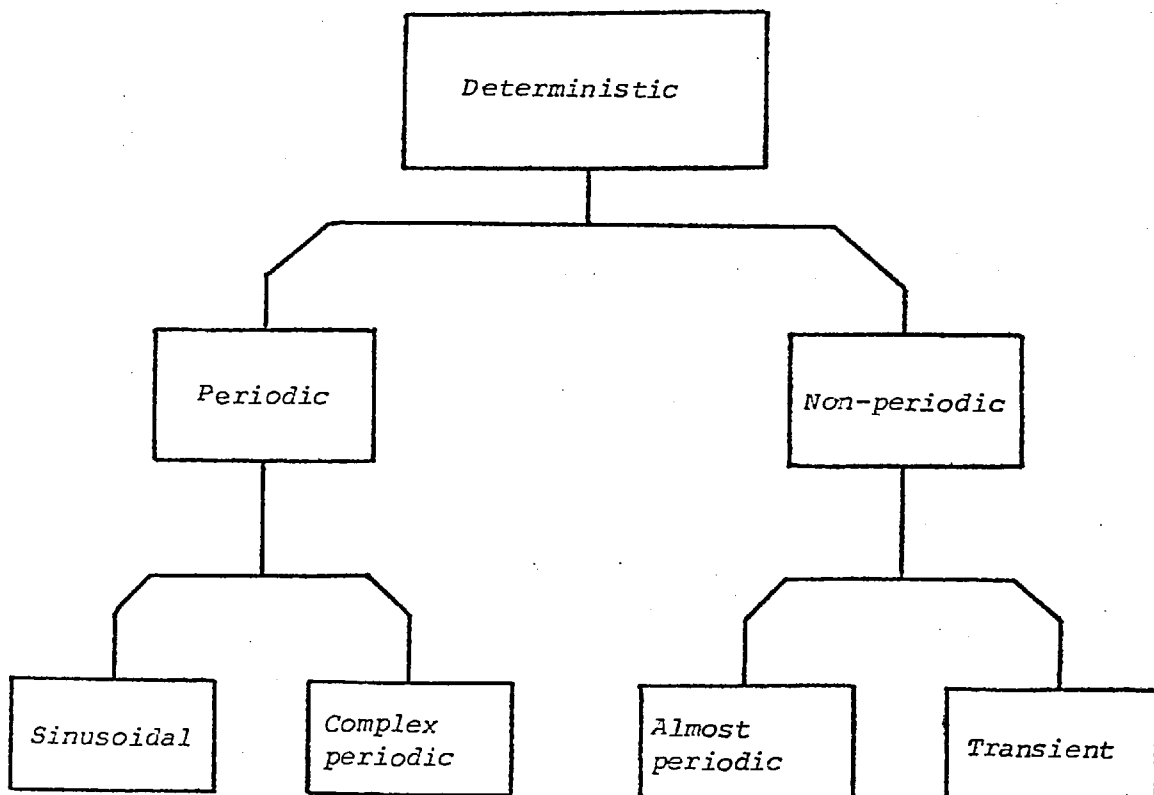 Deterministic
Periodic
Non-periodic
Sinusoidal
Complex
periodic
Almost
periodic
Transient